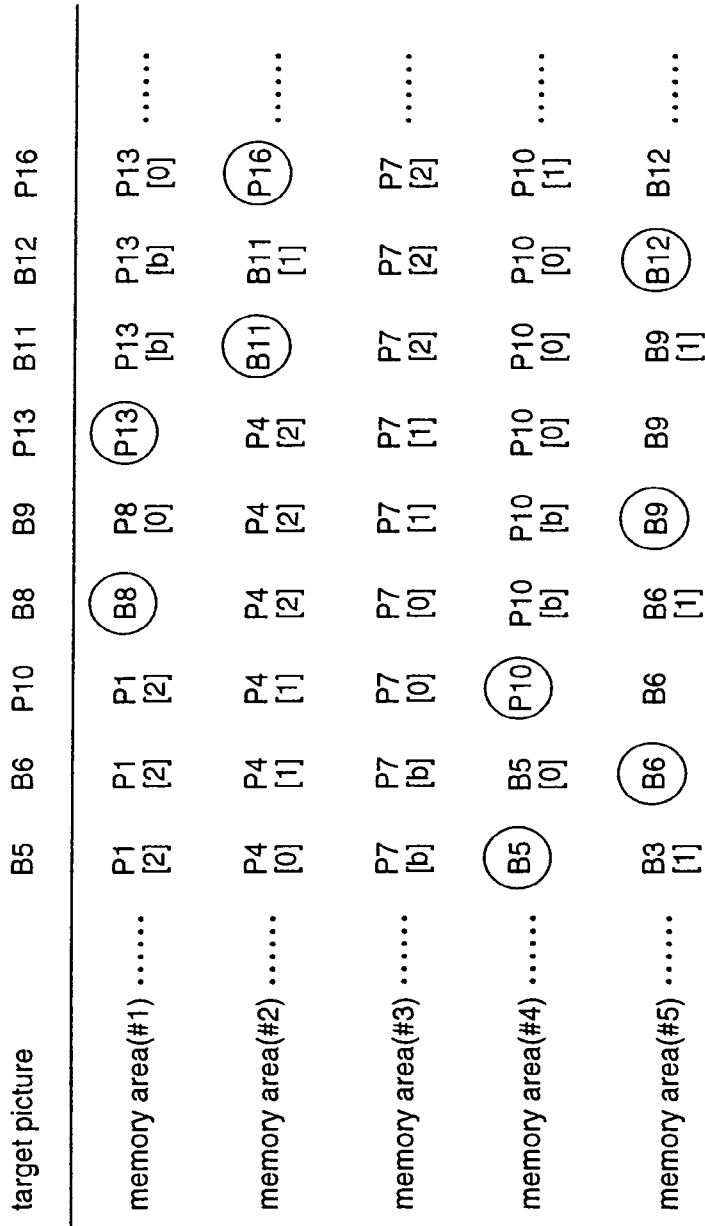 target picture B5 B6 P10 B8 B9 P13 B11 B12 P16
memory area(#1) ...... P1 P1 P1 B8 P8 P13 P13 P13 P13 ......
[2] [2] [2] [0] [b] [b] [0]
memory area(#2) ...... P4 P4 P4 P4 P4 P4 B11 B11 P16 ......
[0] [1] [1] [2] [2] [2] [1]
memory area(#3) ...... P7 P7 P7 P7 P7 P7 P7 P7 P7 ......
[b] [b] [0] [0] [1] [1] [2] [2] [2]
memory area(#4) ...... B5 B5 P10 P10 P10 P10 P10 P10 P10 ......
[0] [b] [b] [0] [0] [0] [1]
memory area(#5) ...... B3 B6 B6 B6 B9 B9 B9 B12 B12 ......
[1] [1] [1]